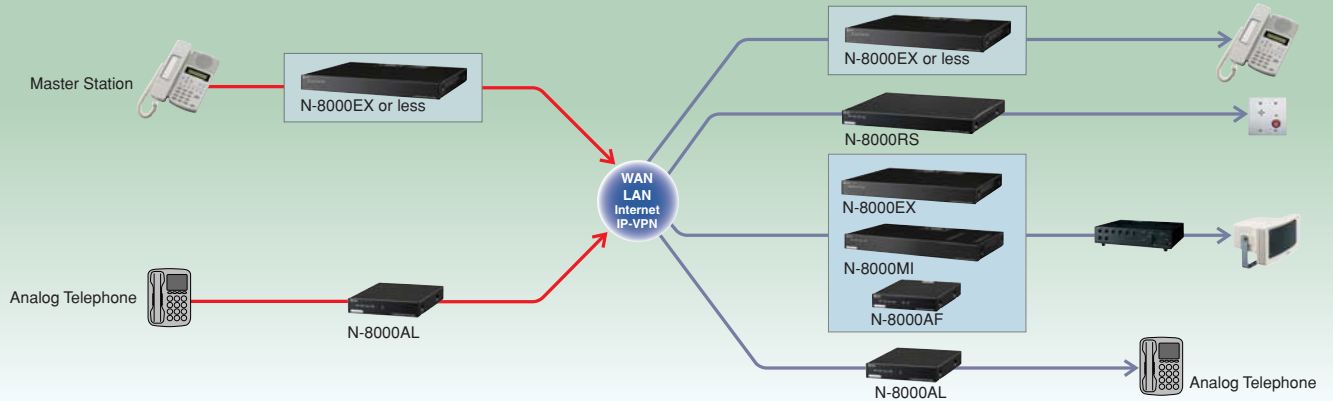 Master Station
N-8000EX or less
Analog Telephone
N-8000AL
WAN
LAN
Internet
IP-VPN
N-8000EX or less
N-8000RS
N-8000EX
N-8000MI
N-8000AF
N-8000AL
Analog Telephone